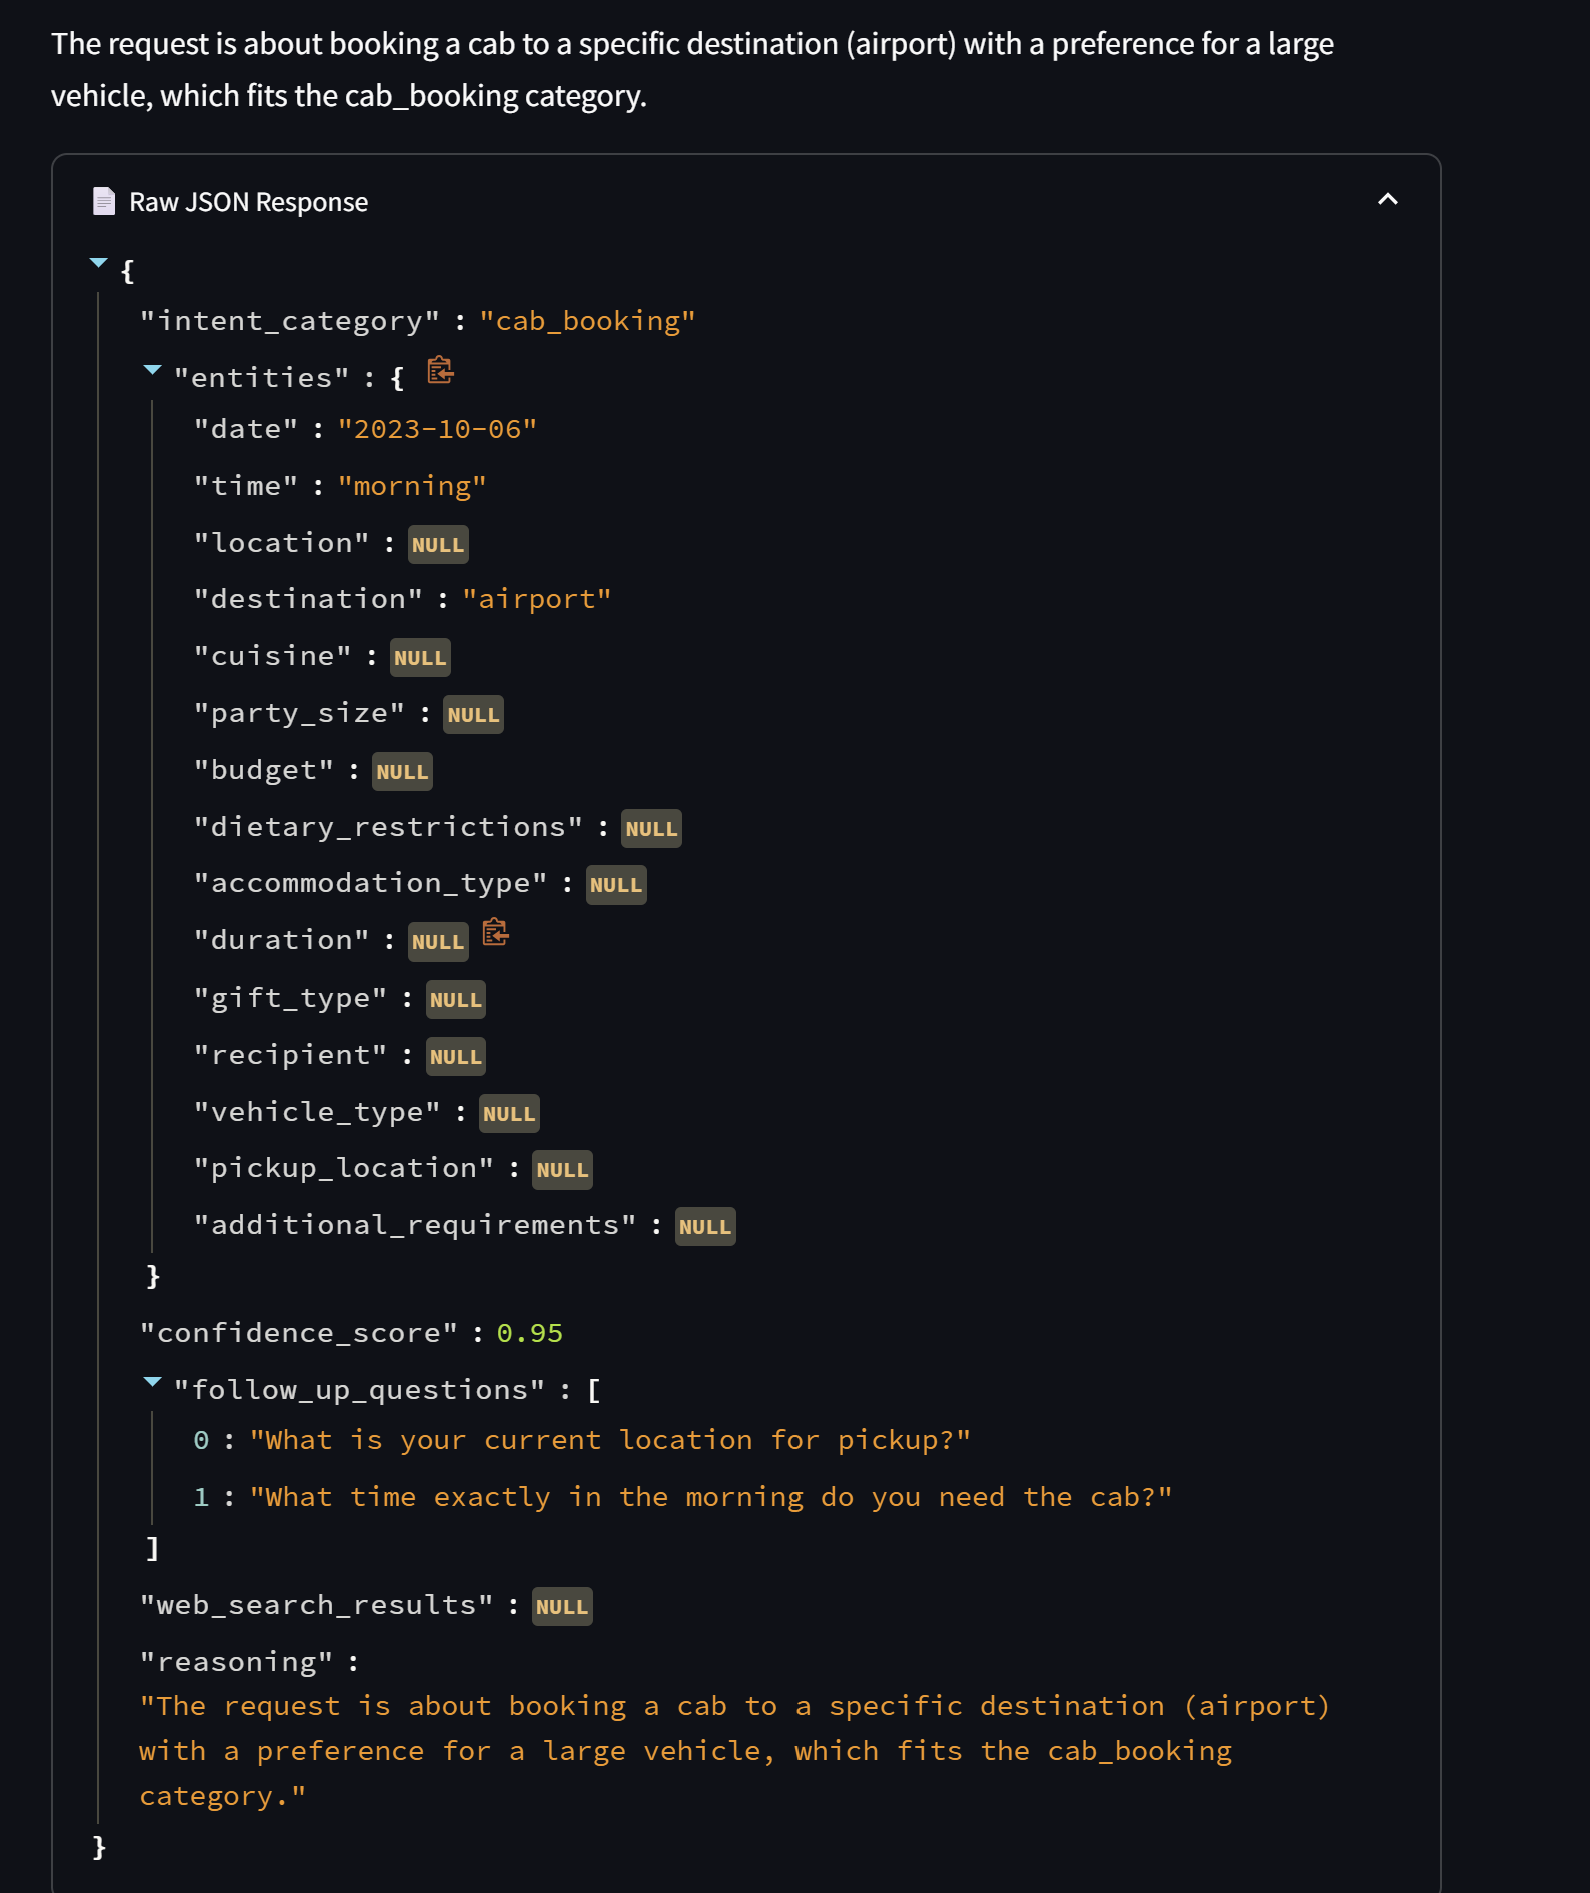 The request is about booking a cab to a specific destination (airport) with a preference for a large
vehicle, which fits the cab_booking category.
Raw JSON Response
{
"intent_category" : "cab_booking"
"entities" : {
"date" : "2023-10-06"
"time" : "morning"
"location" : NULL
"destination" : "airport"
"cuisine" : NULL
"party_size" : NULL
"budget" : NULL
"dietary_restrictions" : NULL
"accommodation_type" : NULL
"duration" : NULL
"gift_type" : NULL
"recipient" : NULL
"vehicle_type" : NULL
"pickup_location" : NULL
"additional_requirements" : NULL
}
"confidence_score" : 0.95
"follow_up_questions" : [
0 : "What is your current location for pickup?"
1 : "What time exactly in the morning do you need the cab?"
]
"web_search_results" : NULL
"reasoning" :
"The request is about booking a cab to a specific destination (airport)
with a preference for a large vehicle, which fits the cab_booking
category."
}